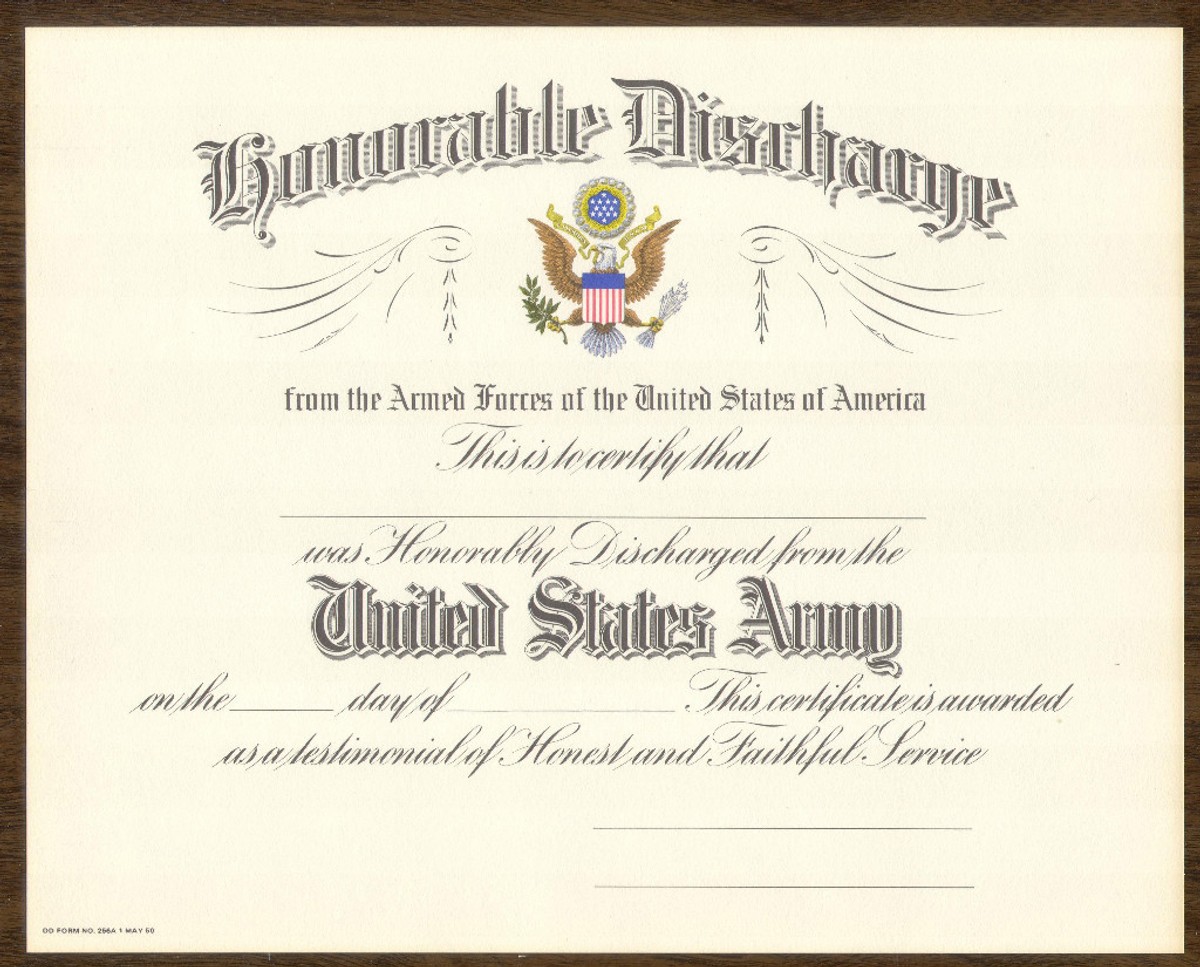 Honorable Discharge
from the Armed Forces of the United States of America
This is to certify that
was Honorably Discharged from the
United States Army
on the day of This certificate is awarded
as a testimonial of Honest and Faithful Service
DD FORM NO. 256A 1 MAY 50